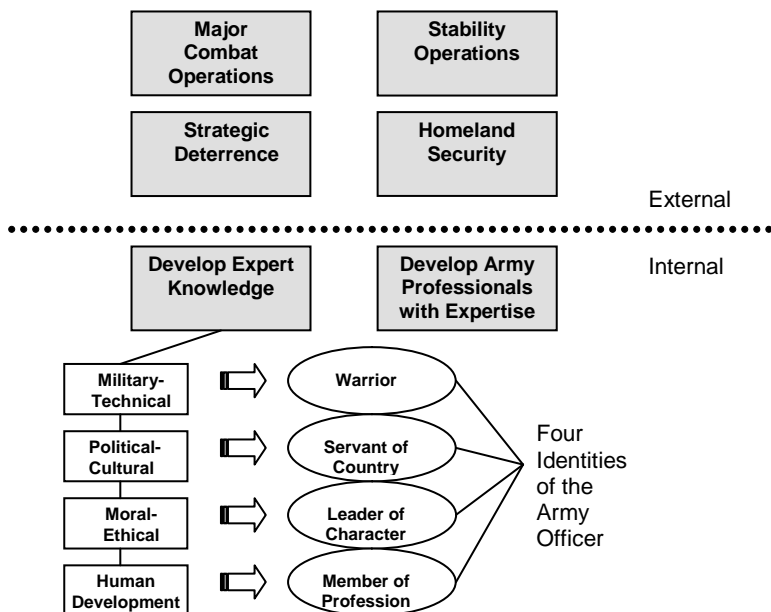 Major
Combat
Operations
Stability
Operations
Strategic
Deterrence
Homeland
Security
External
Develop Expert
Knowledge
Develop Army
Professionals
with Expertise
Internal
Military-
Technical
Warrior
Political-
Cultural
Servant of
Country
Moral-
Ethical
Leader of
Character
Human
Development
Member of
Profession
Four
Identities
of the
Army
Officer